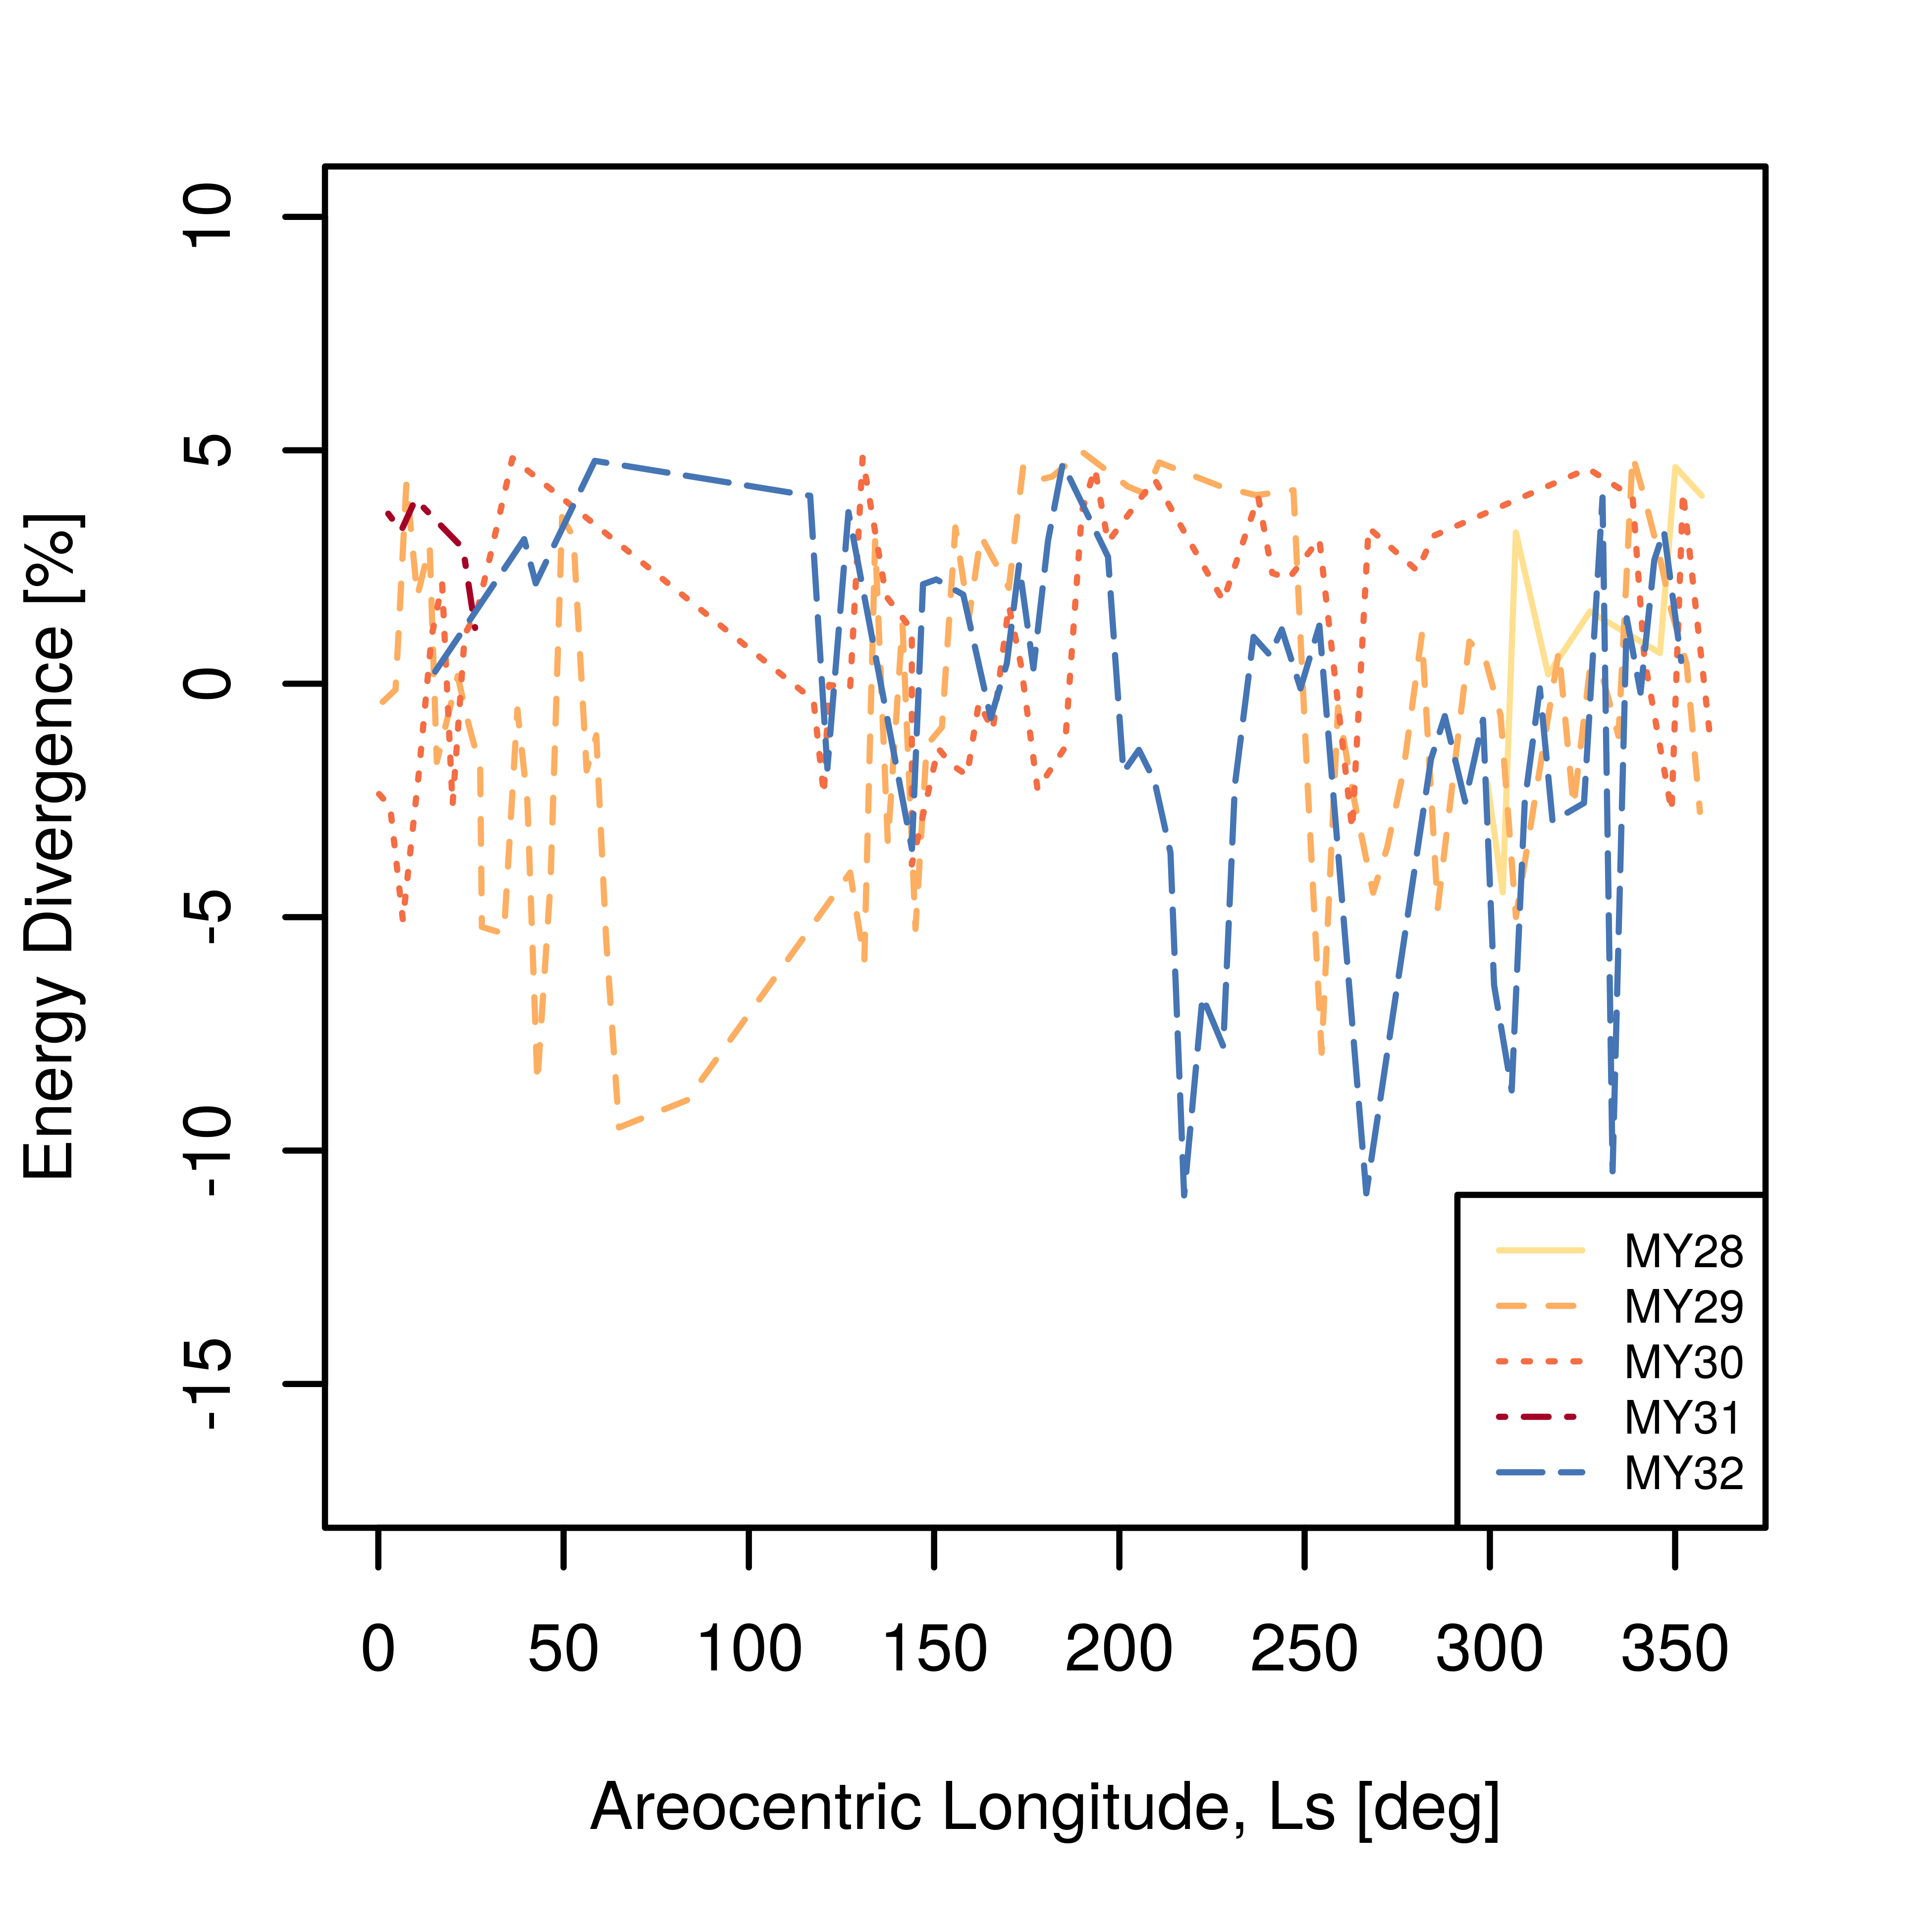 Energy Divergence [%]
10
5
0
-5
-10
-15
MY28
MY29
MY30
MY31
MY32
0 50 100 150 200 250 300 350
Areocentric Longitude, Ls [deg]